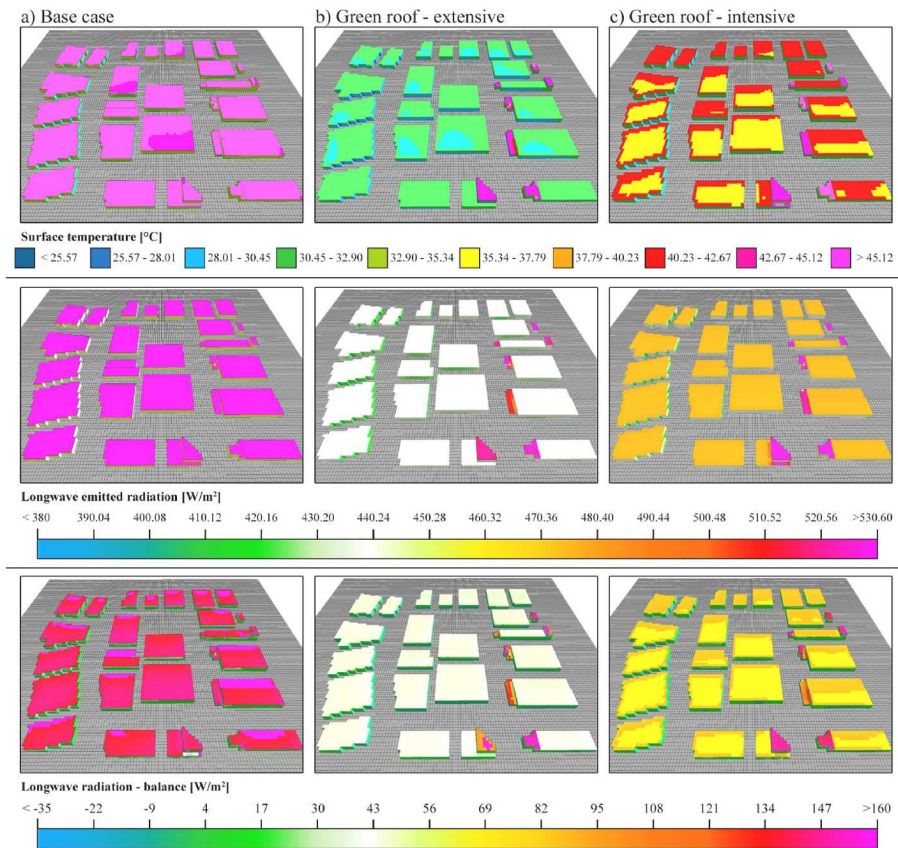 a) Base case b) Green roof - extensive c) Green roof - intensive
Surface temperature [°C]
< 25.57 25.57 - 28.01 28.01 - 30.45 30.45 - 32.90 32.90 - 35.34 35.34 - 37.79 37.79 - 40.23 40.23 - 42.67 42.67 - 45.12 > 45.12
Longwave emitted radiation [W/m²]
< 380 390.04 400.08 410.12 420.16 430.20 440.24 450.28 460.32 470.36 480.40 490.44 500.48 510.52 520.56 >530.60
Longwave radiation - balance [W/m²]
< -35 -22 -9 4 17 30 43 56 69 82 95 108 121 134 147 >160